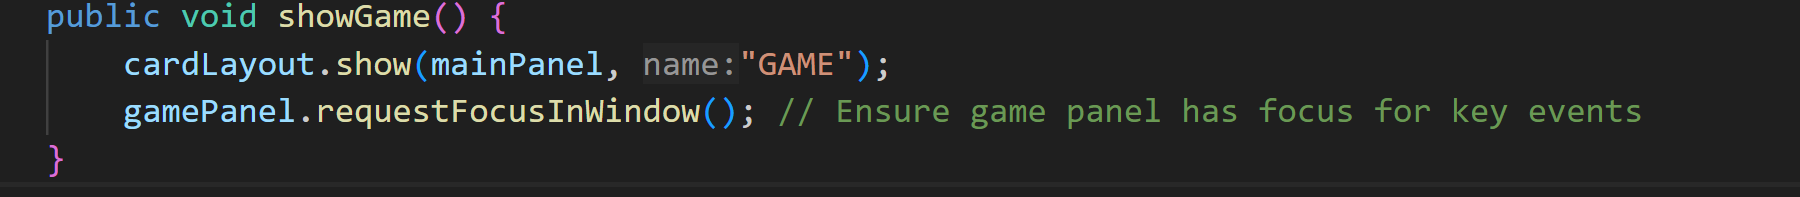 public void showGame() {
    cardLayout.show(mainPanel, name:"GAME");
    gamePanel.requestFocusInWindow(); // Ensure game panel has focus for key events
}